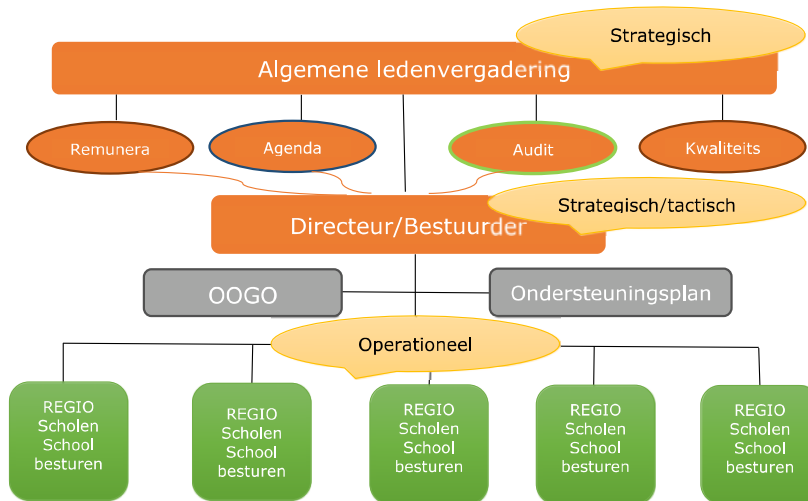 Strategisch
Algemene ledenvergadering
Remunera
Agenda
Audit
Kwaliteits
Strategisch/tactisch
Directeur/Bestuurder
OOGO
Ondersteuningsplan
Operationeel
REGIO
Scholen
School
besturen
REGIO
Scholen
School
besturen
REGIO
Scholen
School
besturen
REGIO
Scholen
School
besturen
REGIO
Scholen
School
besturen